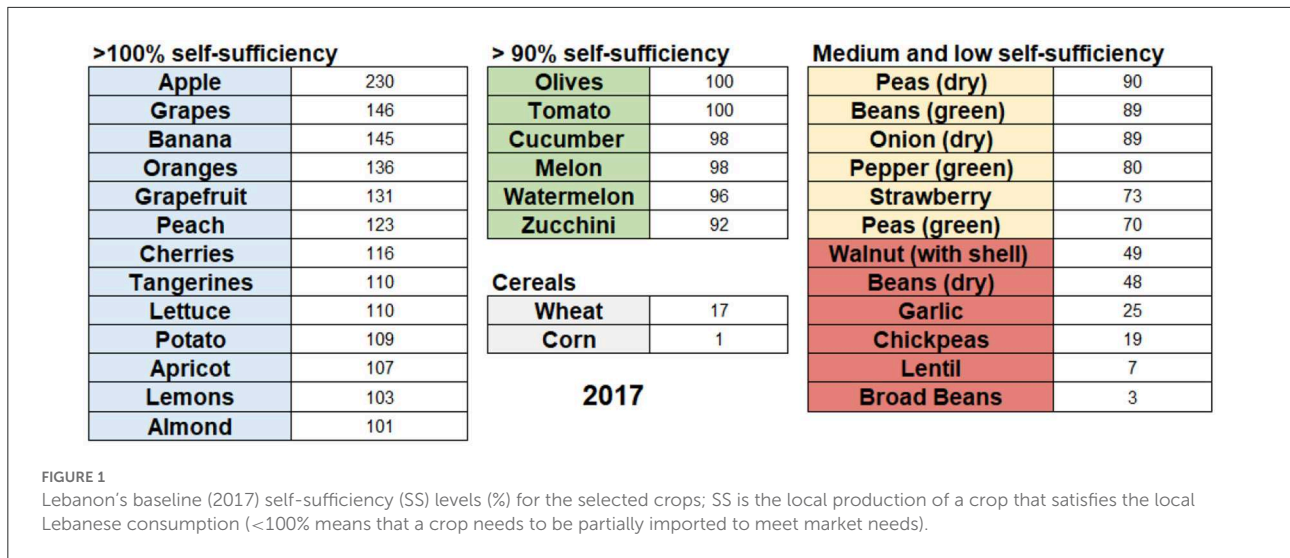 >100% self-sufficiency
Apple 230
Grapes 146
Banana 145
Oranges 136
Grapefruit 131
Peach 123
Cherries 116
Tangerines 110
Lettuce 110
Potato 109
Apricot 107
Lemons 103
Almond 101
> 90% self-sufficiency
Olives 100
Tomato 100
Cucumber 98
Melon 98
Watermelon 96
Zucchini 92
Cereals
Wheat 17
Corn 1
2017
Medium and low self-sufficiency
Peas (dry) 90
Beans (green) 89
Onion (dry) 89
Pepper (green) 80
Strawberry 73
Peas (green) 70
Walnut (with shell) 49
Beans (dry) 48
Garlic 25
Chickpeas 19
Lentil 7
Broad Beans 3
FIGURE 1
Lebanon's baseline (2017) self-sufficiency (SS) levels (%) for the selected crops; SS is the local production of a crop that satisfies the local
Lebanese consumption (<100% means that a crop needs to be partially imported to meet market needs).